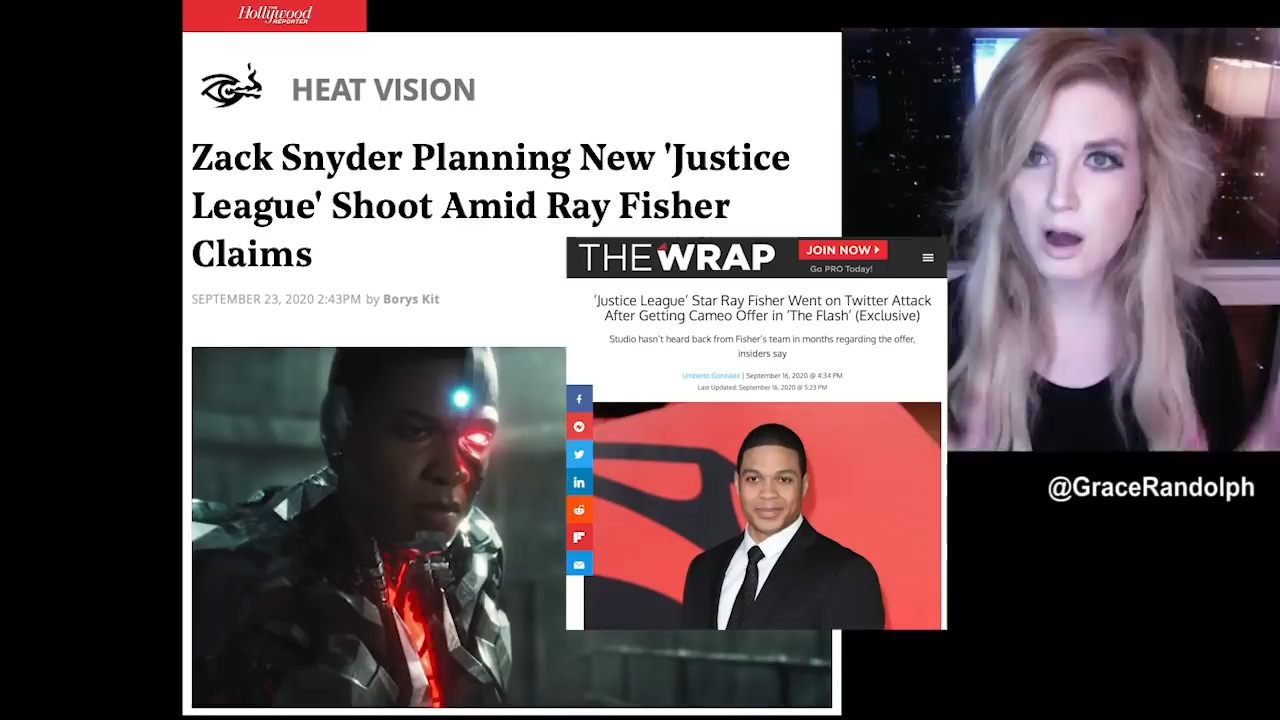 THE
Hollywood
REPORTER
HEAT VISION
Zack Snyder Planning New 'Justice
League' Shoot Amid Ray Fisher
Claims
SEPTEMBER 23, 2020 2:43PM by Borys Kit
THE WRAP
JOIN NOW
Go PRO Today!
'Justice League' Star Ray Fisher Went on Twitter Attack
After Getting Cameo Offer in 'The Flash' (Exclusive)
Studio hasn't heard back from Fisher's team in months regarding the offer,
insiders say
Umberto Gonzalez | September 16, 2020 @ 4:34 PM
Last Updated: September 16, 2020 @ 5:23 PM
f
in
@GraceRandolph